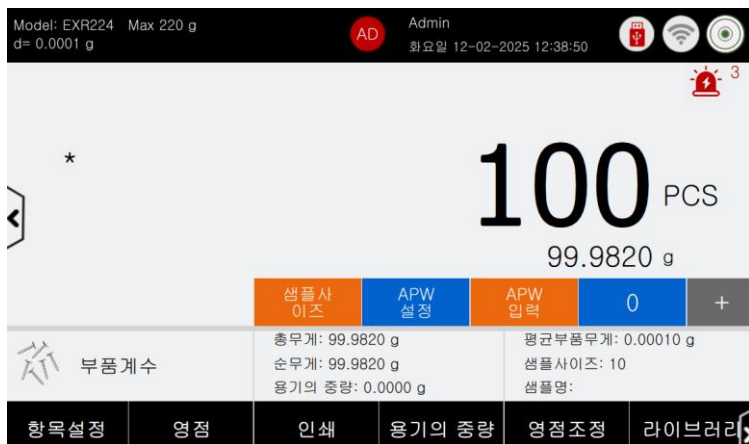 Model: EXR224 Max 220 g
d= 0.0001 g
AD
Admin
화요일 12-02-2025 12:38:50
3
*
100 PCS
99.9820 g
샘플사
이즈
APW
설정
APW
입력
0
+
부품계수
총무게: 99.9820 g
순무게: 99.9820 g
용기의 중량: 0.0000 g
평균부품무게: 0.00010 g
샘플사이즈: 10
샘플명:
항목설정
영점
인쇄
용기의 중량
영점조정
라이브러리